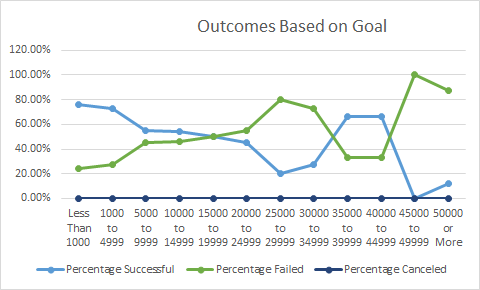 Outcomes Based on Goal
120.00%
100.00%
80.00%
60.00%
40.00%
20.00%
0.00%
Less Than 1000
1000 to 4999
5000 to 9999
10000 to 14999
15000 to 19999
20000 to 24999
25000 to 29999
30000 to 34999
35000 to 39999
40000 to 44999
45000 to 49999
50000 or More
Percentage Successful
Percentage Failed
Percentage Canceled